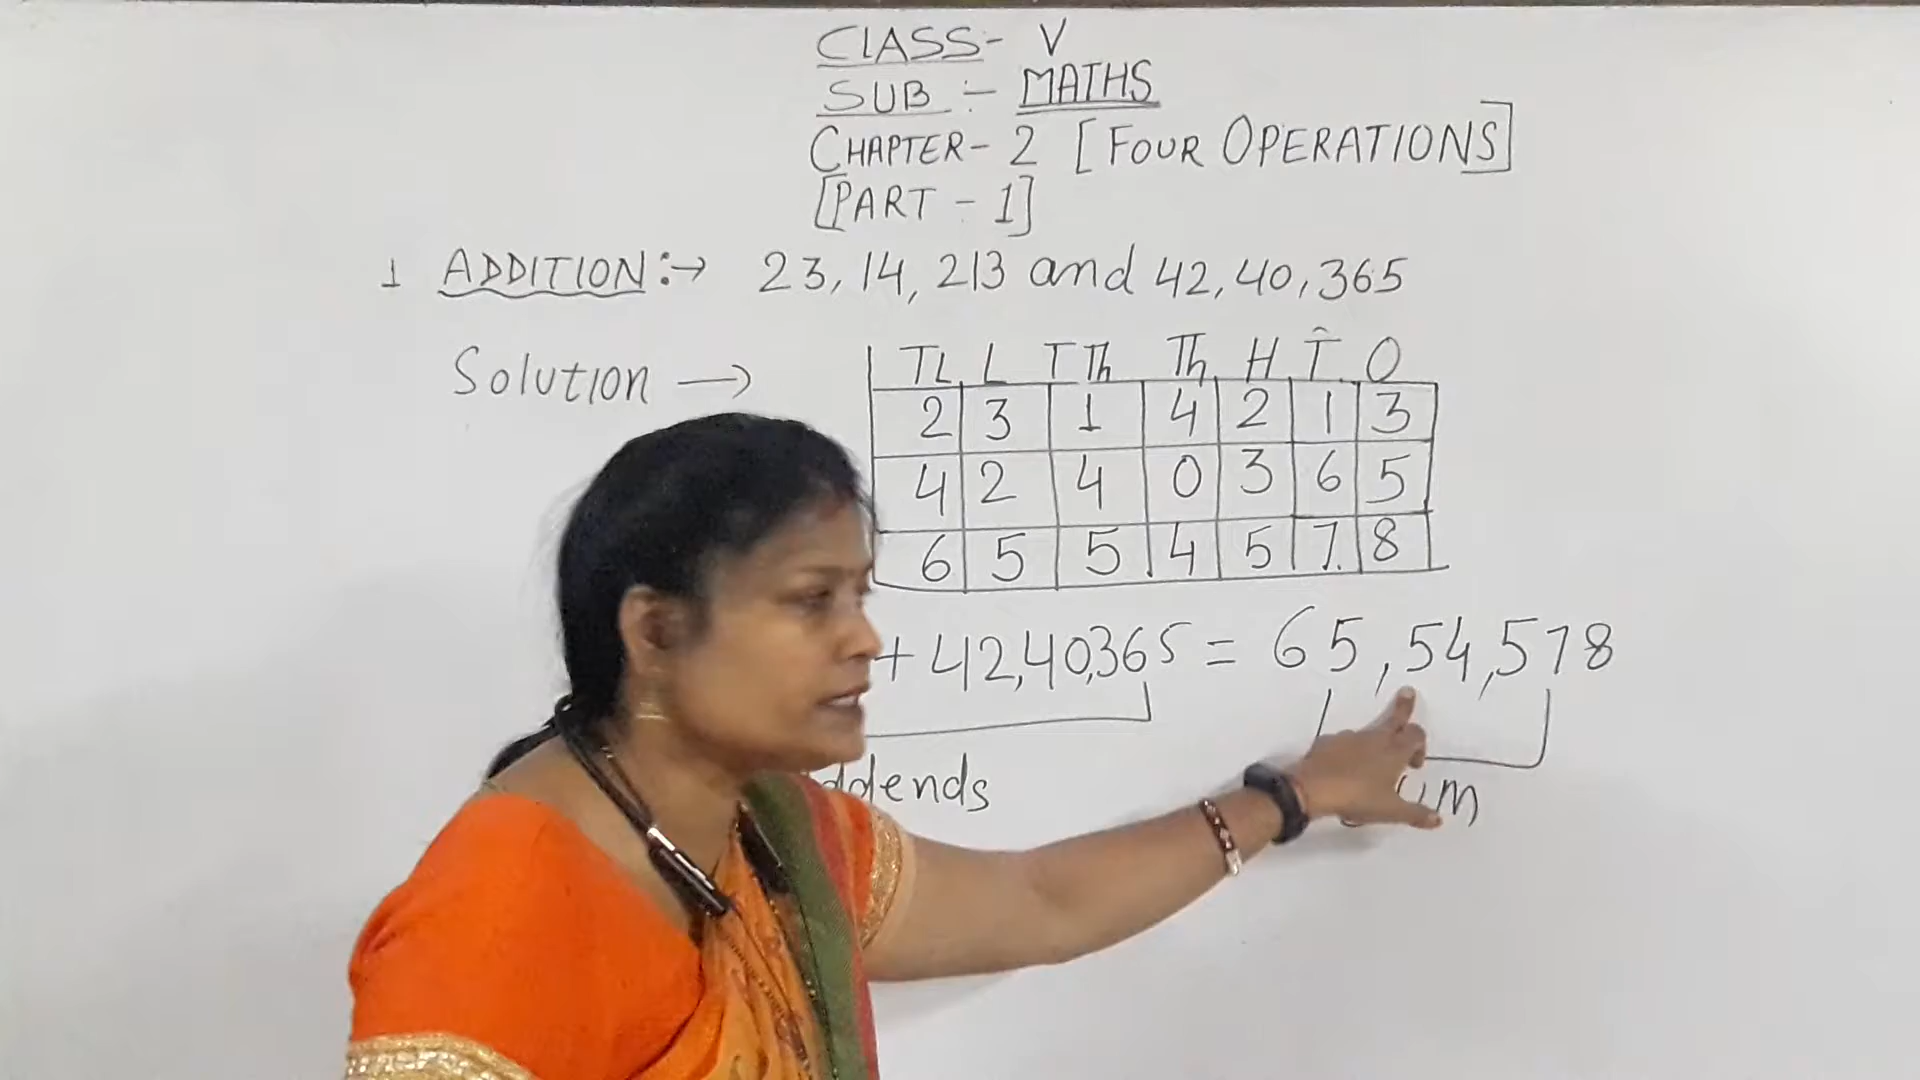 CLASS- V
SUB :- MATHS
CHAPTER- 2 [FOUR OPERATIONS]
[PART - 1]
1 ADDITION:→ 23,14,213 and 42,40,365
Solution →
TL L T Th Th H T O
2 3 1 4 2 1 3
4 2 4 0 3 6 5
6 5 5 4 5 7 8
+ 42,40,365 = 65,54,578